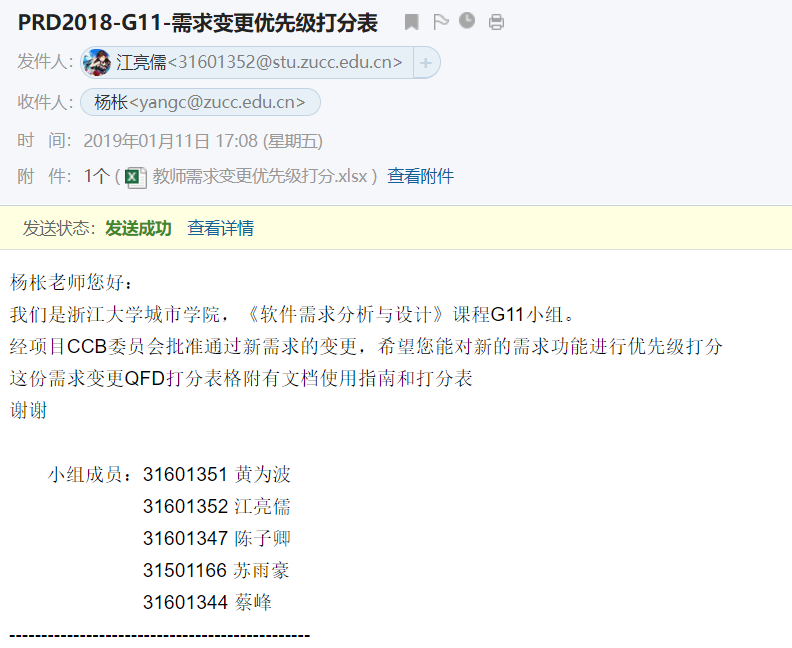 PRD2018-G11-需求变更优先级打分表
发件人：江亮儒<31601352@stu.zucc.edu.cn> +
收件人：杨枨<yangc@zucc.edu.cn>
时 间：2019年01月11日 17:08 (星期五)
附 件：1个 ( 教师需求变更优先级打分.xlsx ) 查看附件
发送状态：发送成功 查看详情
杨枨老师您好：
我们是浙江大学城市学院，《软件需求分析与设计》课程G11小组。
经项目CCB委员会批准通过新需求的变更，希望您能对新的需求功能进行优先级打分
这份需求变更QFD打分表格附有文档使用指南和打分表
谢谢
小组成员：31601351 黄为波
31601352 江亮儒
31601347 陈子卿
31501166 苏雨豪
31601344 蔡峰
-----------------------------------------------